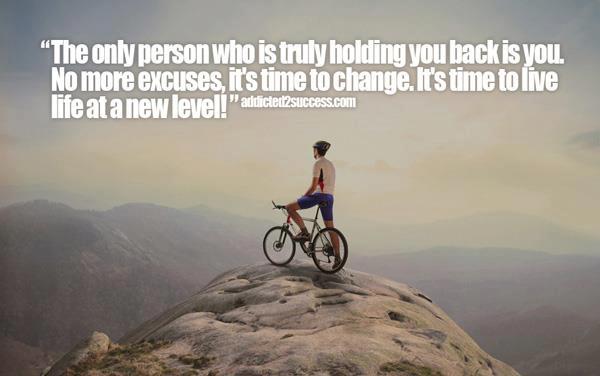 “The only person who is truly holding you back is you.
No more excuses, it's time to change. It's time to live
life at a new level!” addicted2success.com